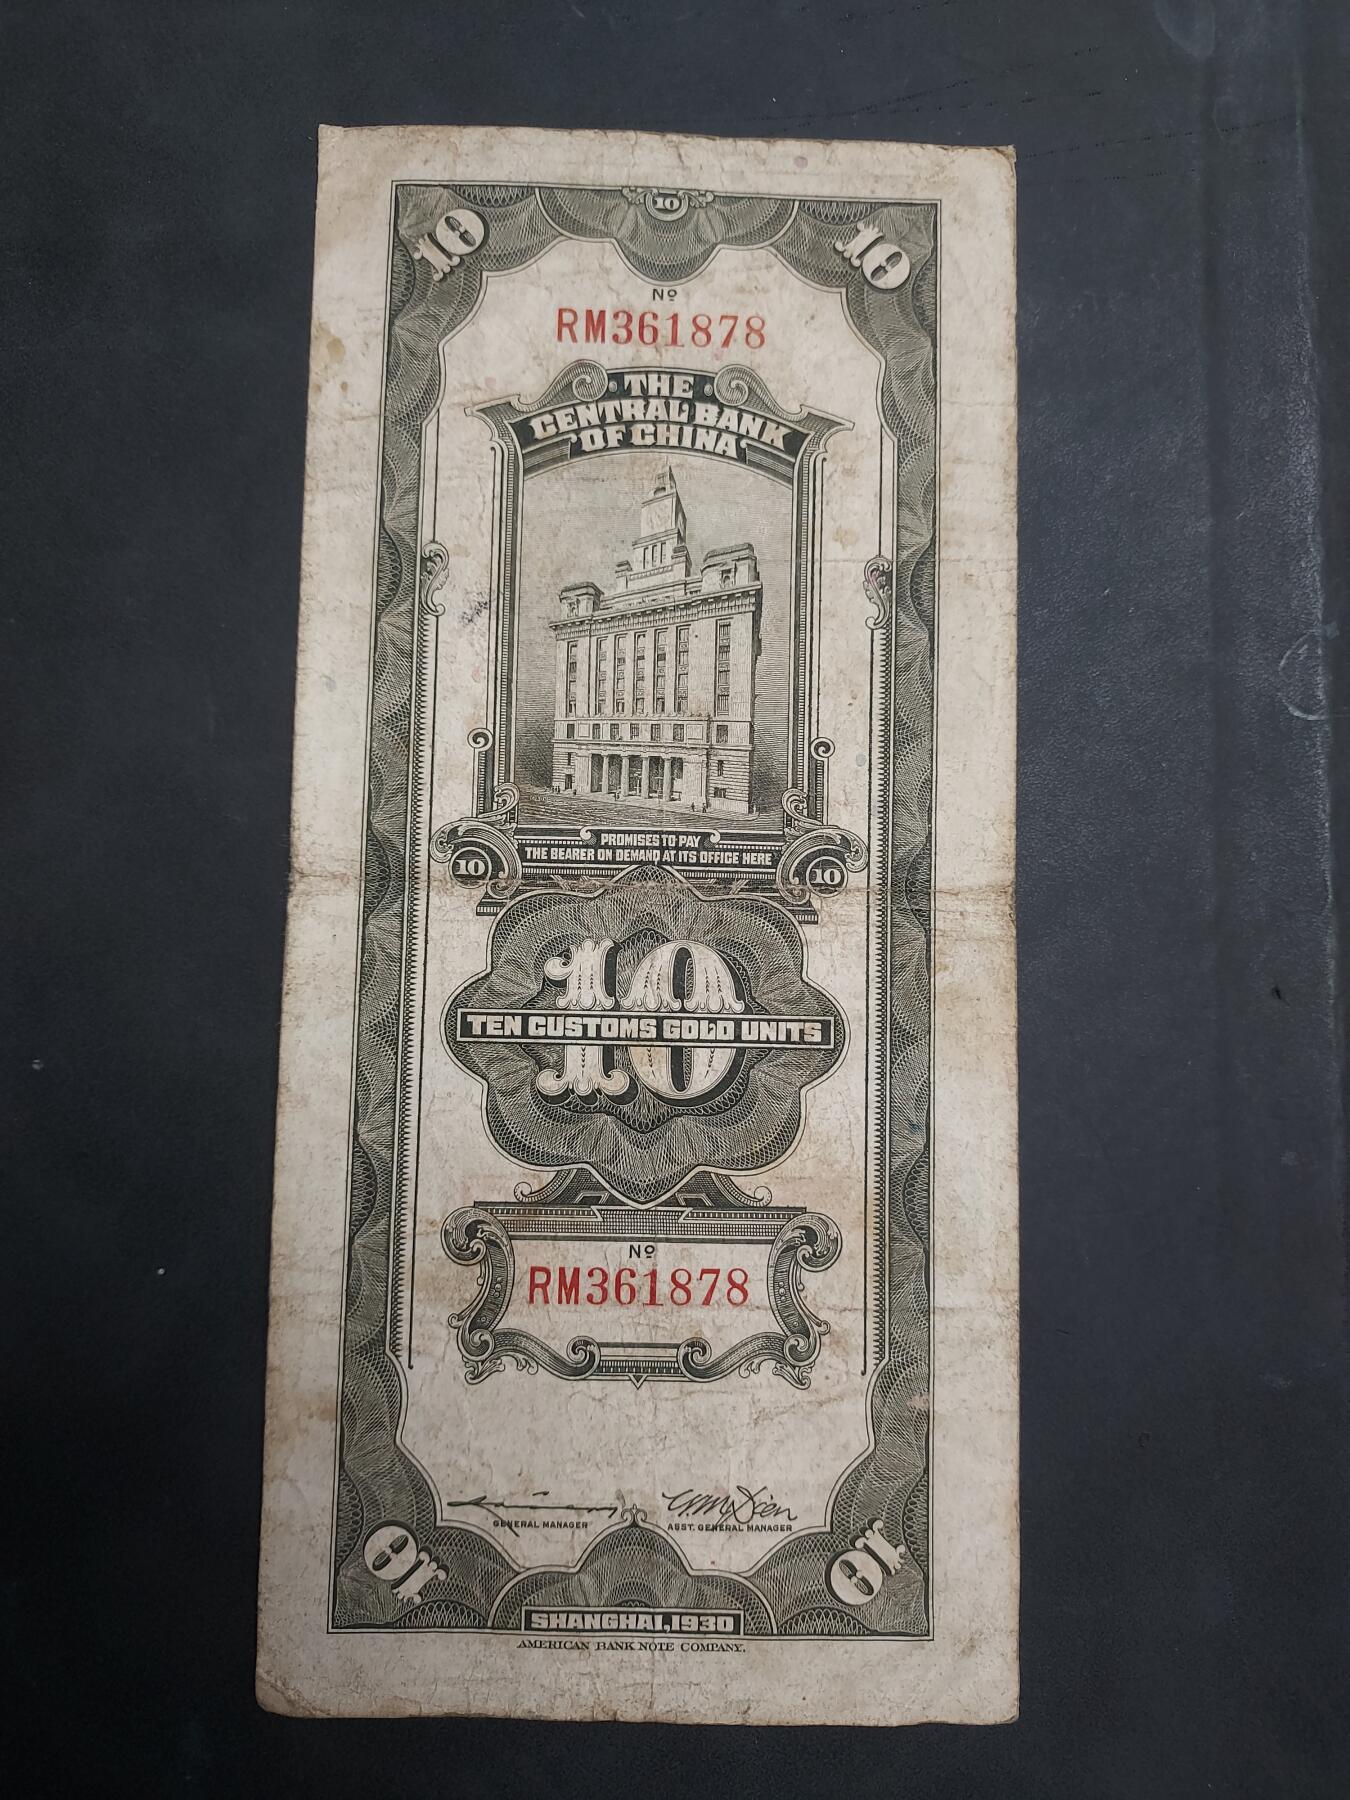 10
10 10
Nº
RM361878
THE
CENTRAL BANK
OF CHINA
PROMISES TO PAY
THE BEARER ON DEMAND AT ITS OFFICE HERE
10 10
10
TEN CUSTOMS GOLD UNITS
Nº
RM361878
GENERAL MANAGER ASST. GENERAL MANAGER
10 10
SHANGHAI, 1930
AMERICAN BANK NOTE COMPANY.